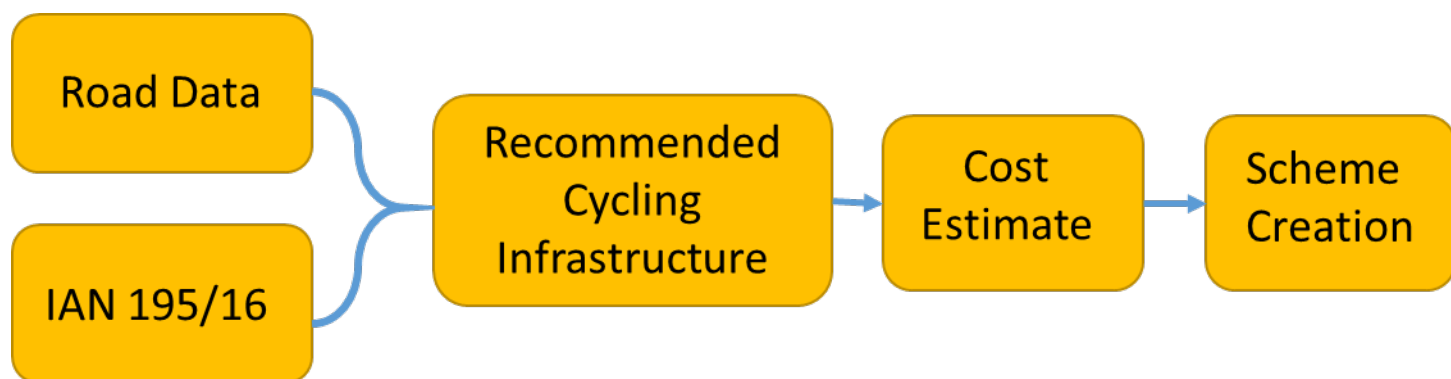 Road Data
IAN 195/16
Recommended
Cycling
Infrastructure
Cost
Estimate
Scheme
Creation